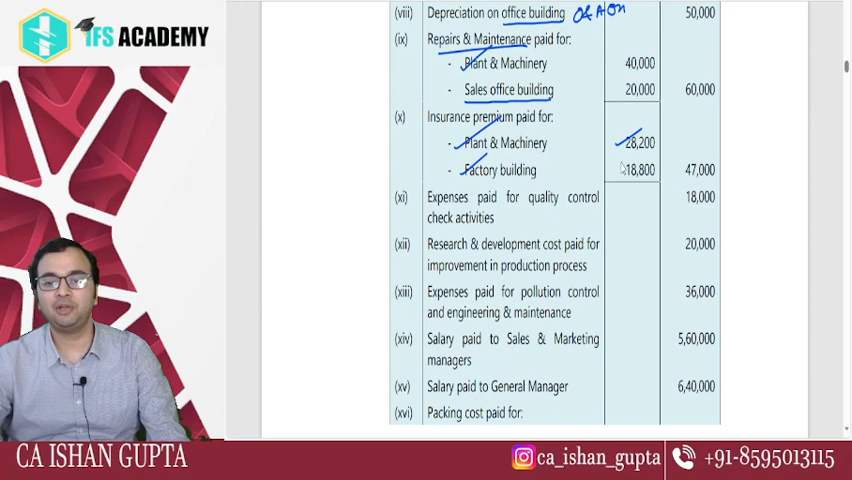 IFS ACADEMY
(viii) Depreciation on office building O&A OH 50,000
(ix) Repairs & Maintenance paid for:
- Plant & Machinery 40,000
- Sales office building 20,000 60,000
(x) Insurance premium paid for:
- Plant & Machinery 28,200
- Factory building 18,800 47,000
(xi) Expenses paid for quality control 18,000
check activities
(xii) Research & development cost paid for 20,000
improvement in production process
(xiii) Expenses paid for pollution control 36,000
and engineering & maintenance
(xiv) Salary paid to Sales & Marketing 5,60,000
managers
(xv) Salary paid to General Manager 6,40,000
(xvi) Packing cost paid for:
CA ISHAN GUPTA
ca_ishan_gupta
+91-8595013115